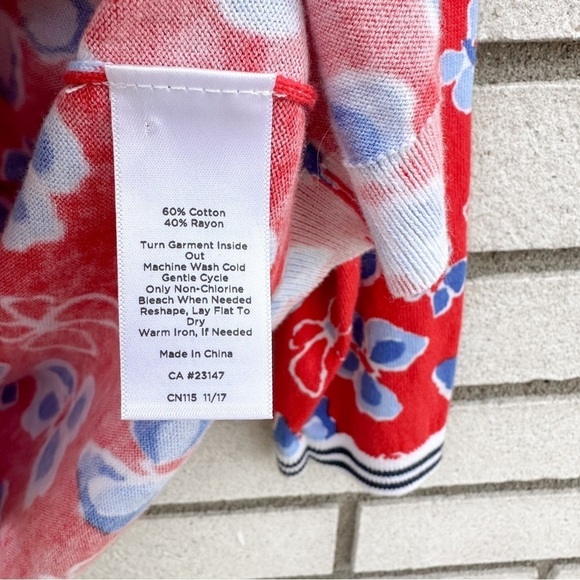 60% Cotton
40% Rayon
Turn Garment Inside
Out
Machine Wash Cold
Gentle Cycle
Only Non-Chlorine
Bleach When Needed
Reshape, Lay Flat To
Dry
Warm Iron, If Needed
Made in China
CA #23147
CN115 11/17